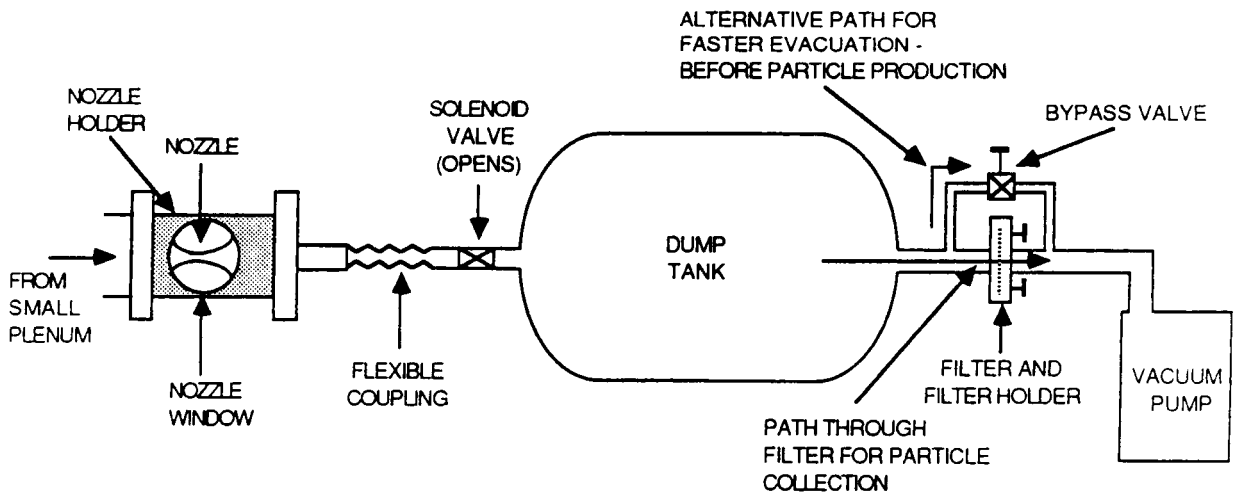 ALTERNATIVE PATH FOR
FASTER EVACUATION -
BEFORE PARTICLE PRODUCTION
BYPASS VALVE
NOZZLE
HOLDER
NOZZLE
SOLENOID
VALVE
(OPENS)
DUMP
TANK
FROM
SMALL
PLENUM
NOZZLE
WINDOW
FLEXIBLE
COUPLING
FILTER AND
FILTER HOLDER
VACUUM
PUMP
PATH THROUGH
FILTER FOR PARTICLE
COLLECTION